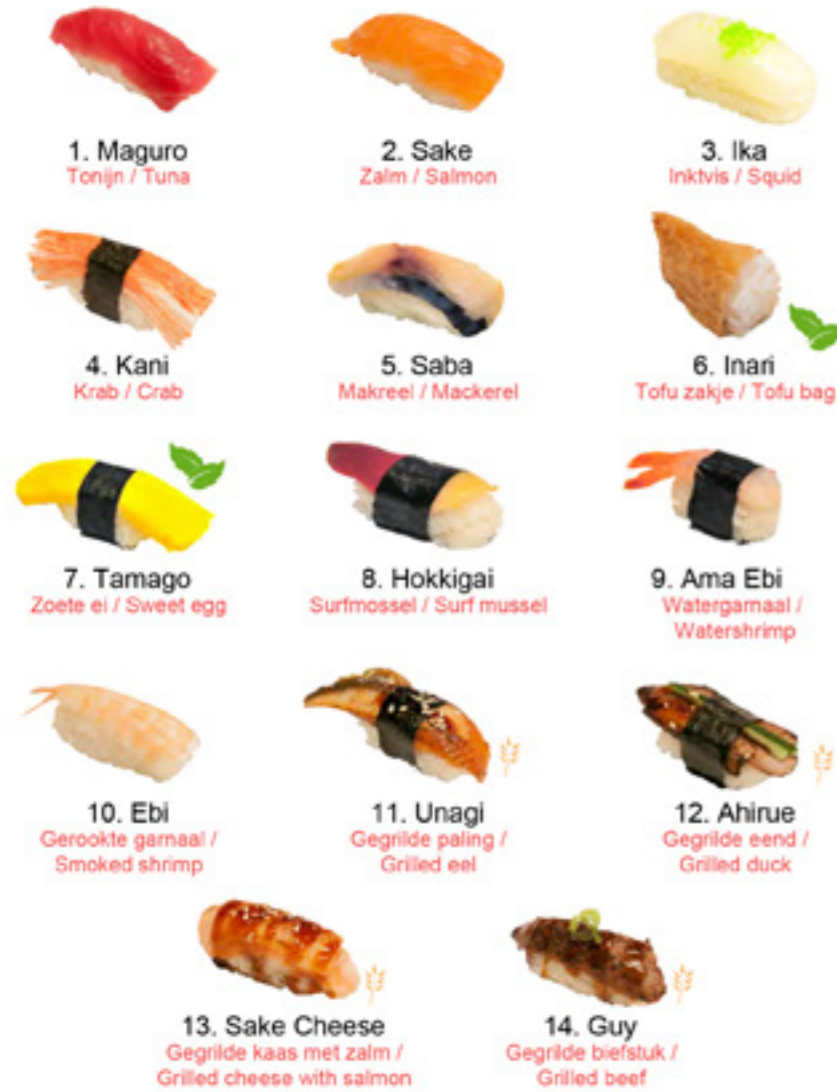 1. Maguro
Tonijn / Tuna
2. Sake
Zalm / Salmon
3. Ika
Inktvis / Squid
4. Kani
Krab / Crab
5. Saba
Makreel / Mackerel
6. Inari
Tofu zakje / Tofu bag
7. Tamago
Zoete ei / Sweet egg
8. Hokkigai
Surfmossel / Surf mussel
9. Ama Ebi
Watergarnaal /
Watershrimp
10. Ebi
Gerookte garnaal /
Smoked shrimp
11. Unagi
Gegrilde paling /
Grilled eel
12. Ahirue
Gegrilde eend /
Grilled duck
13. Sake Cheese
Gegrilde kaas met zalm /
Grilled cheese with salmon
14. Guy
Gegrilde biefstuk /
Grilled beef